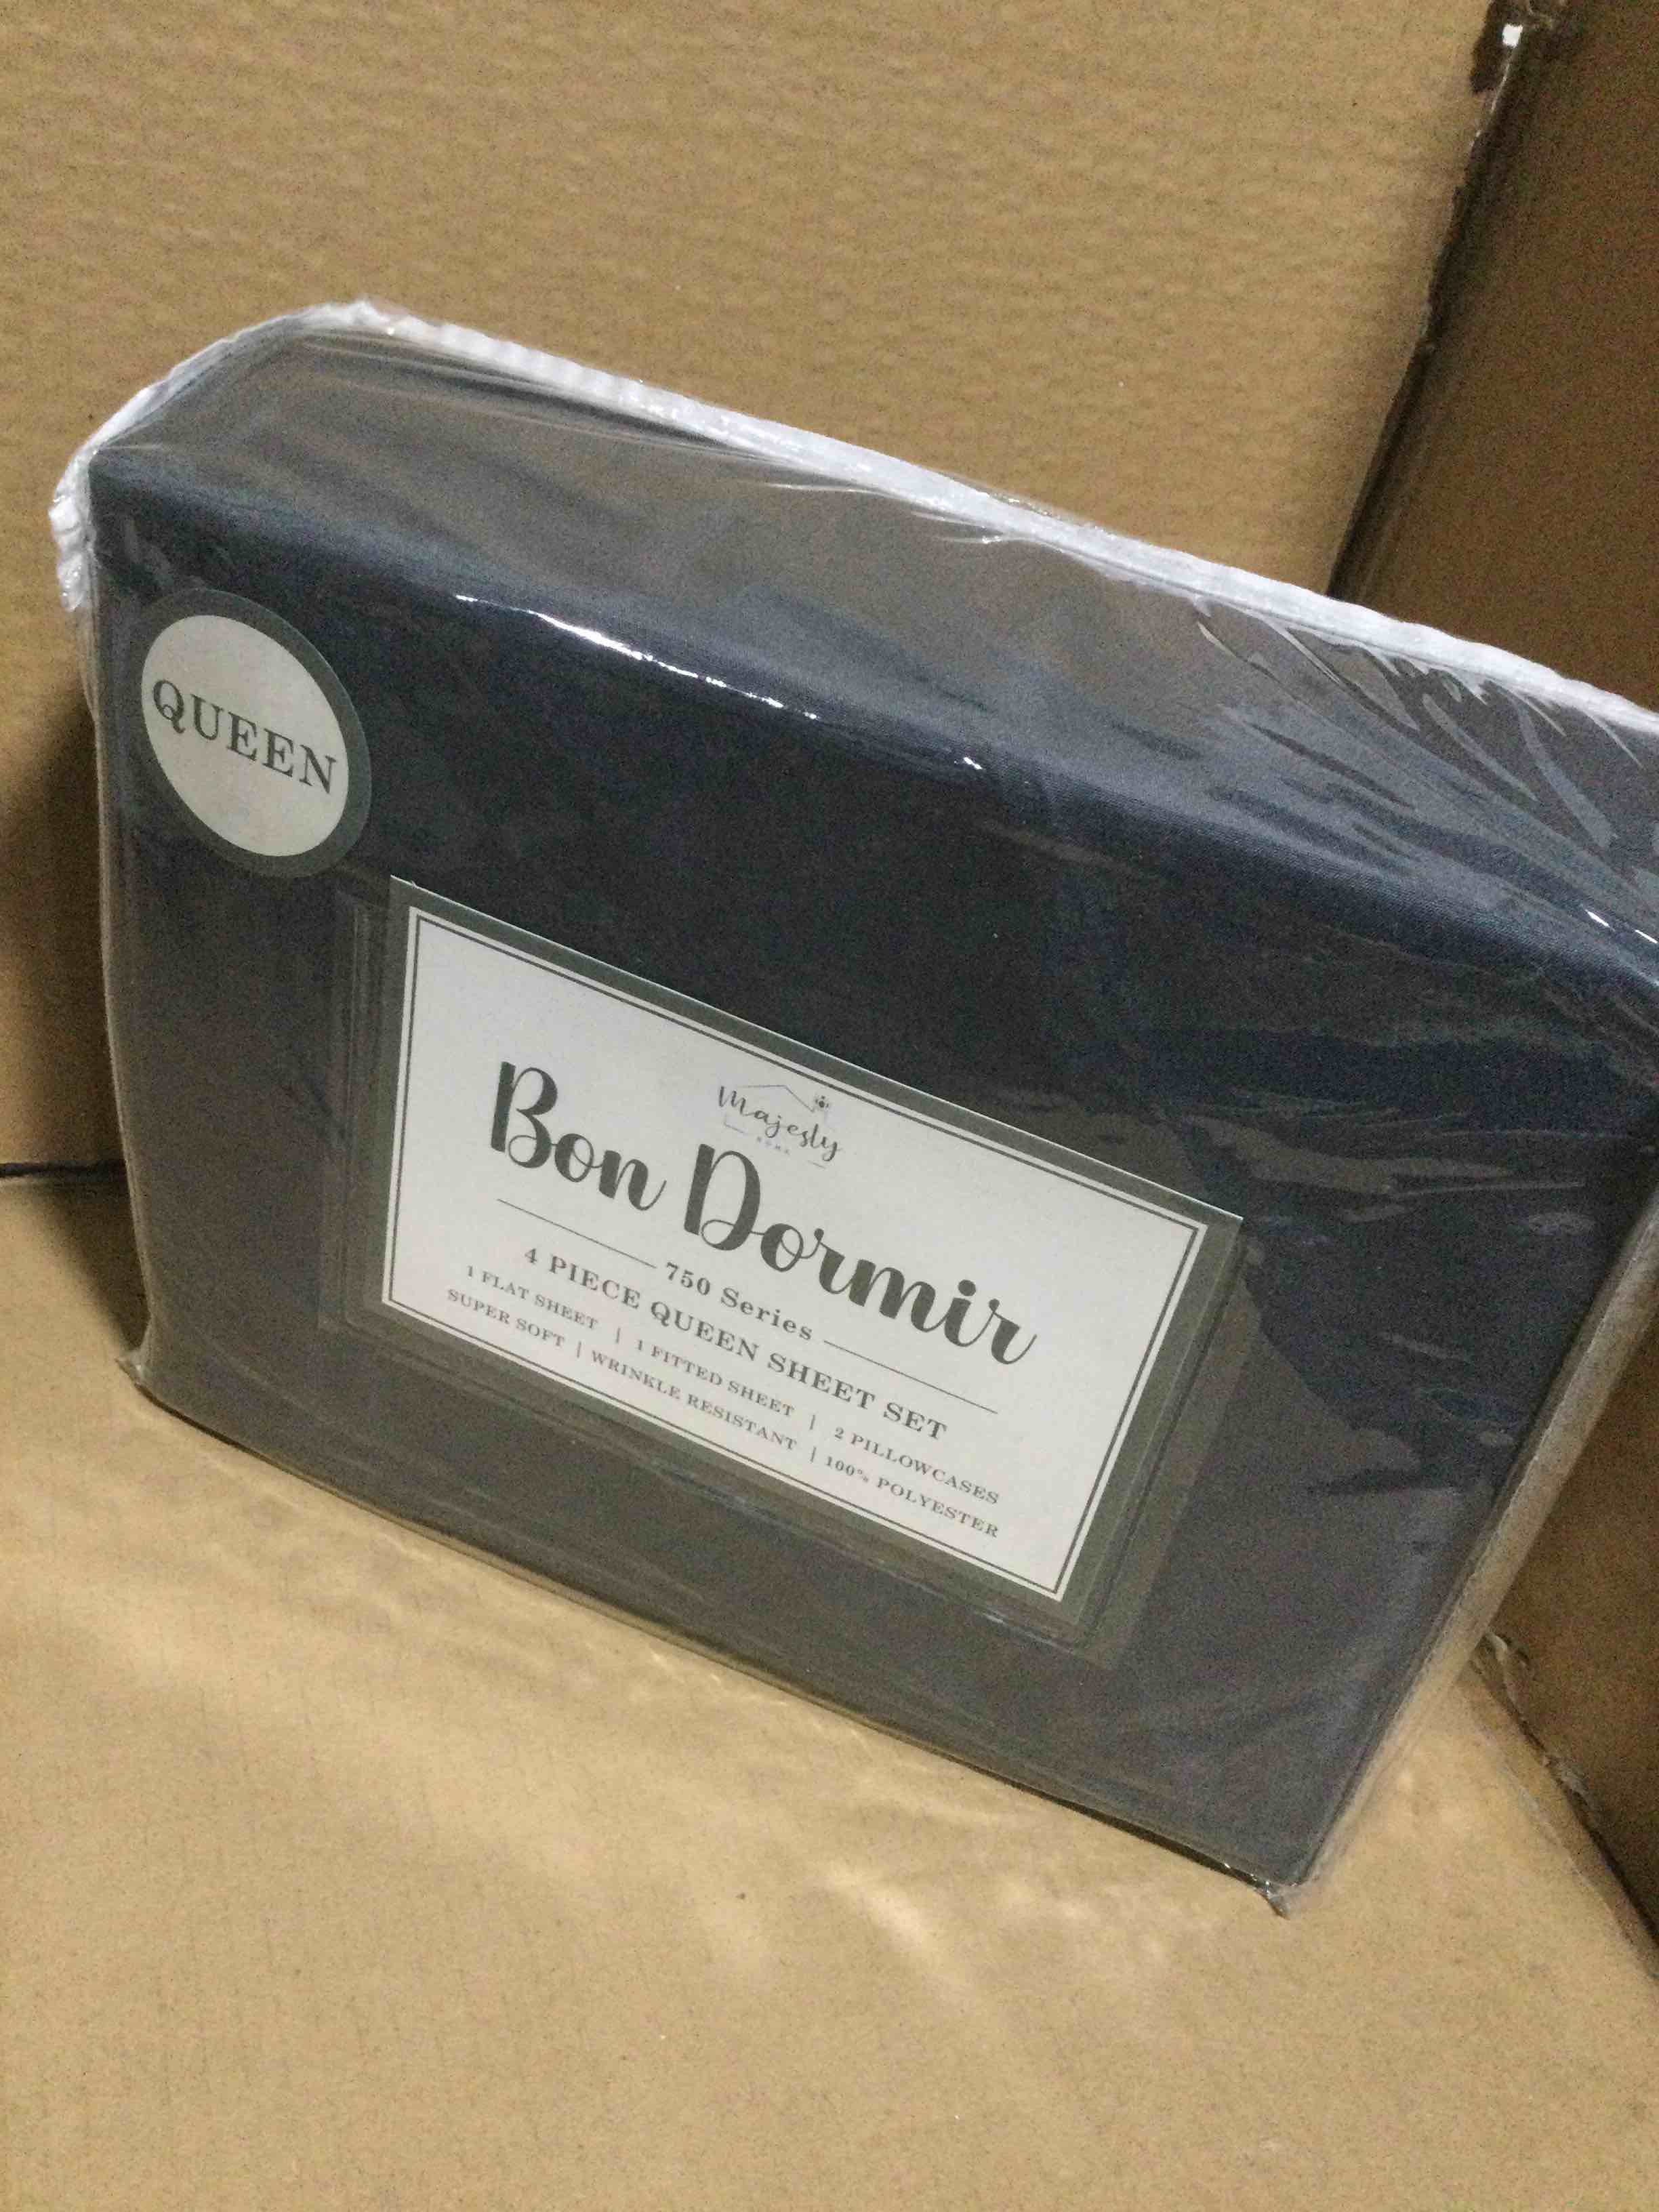 QUEEN
Majesty
HOME
Bon Dormir
750 Series
4 PIECE QUEEN SHEET SET
1 FLAT SHEET | 1 FITTED SHEET | 2 PILLOWCASES
SUPER SOFT | WRINKLE RESISTANT | 100% POLYESTER